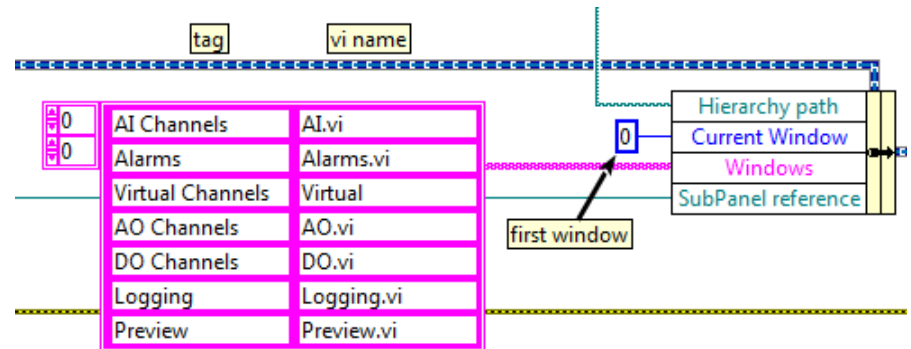 tag vi name
Hierarchy path
0 AI Channels AI.vi 0 Current Window
0 Alarms Alarms.vi Windows
Virtual Channels Virtual SubPanel reference
AO Channels AO.vi first window
DO Channels DO.vi
Logging Logging.vi
Preview Preview.vi